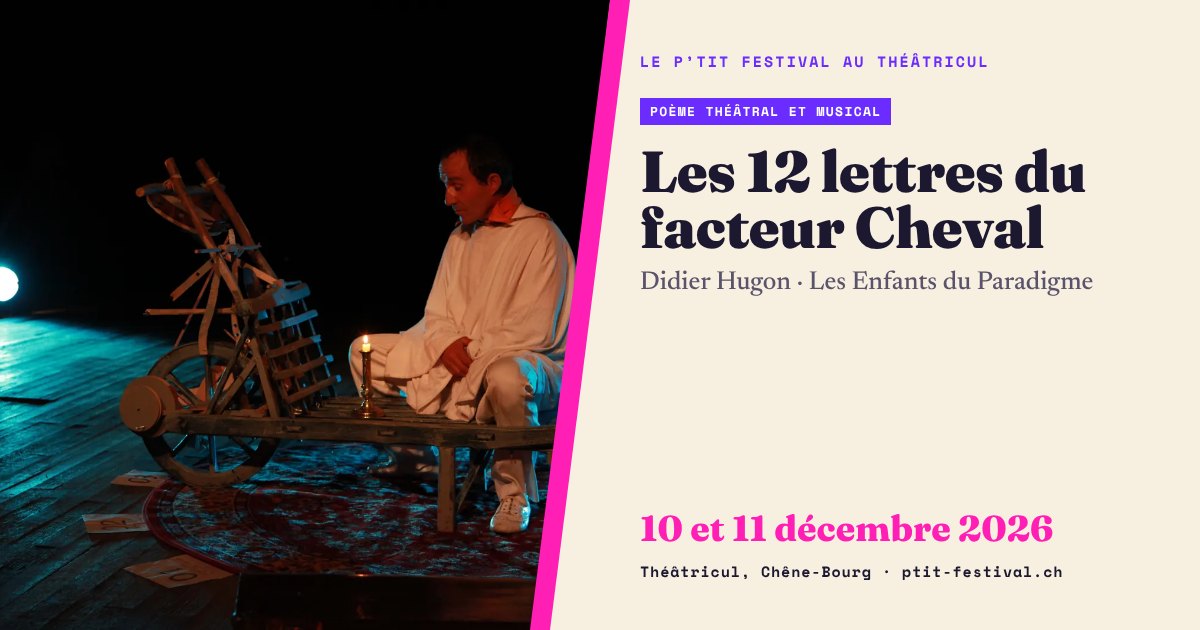 LE P'TIT FESTIVAL AU THÉÂTRICUL
POÈME THÉÂTRAL ET MUSICAL
Les 12 lettres du
facteur Cheval
Didier Hugon · Les Enfants du Paradigme
10 et 11 décembre 2026
Théâtricul, Chêne-Bourg · ptit-festival.ch